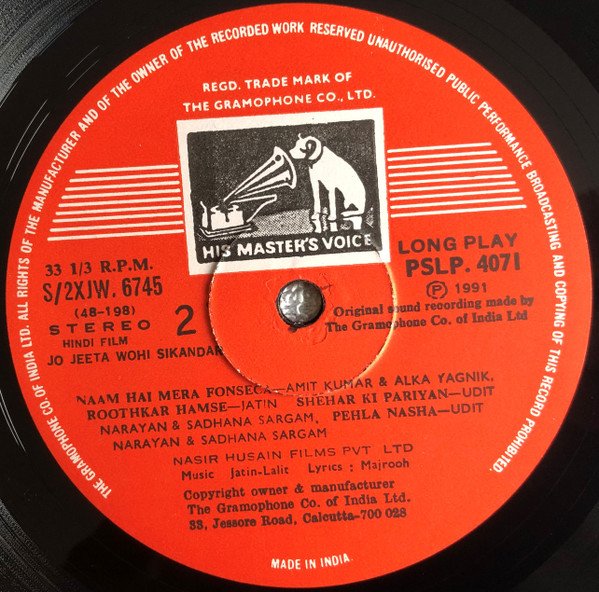 THE GRAMOPHONE CO. OF INDIA LTD. ALL RIGHTS OF THE MANUFACTURER AND OF THE OWNER OF THE RECORDED WORK RESERVED UNAUTHORISED PUBLIC PERFORMANCE BROADCASTING AND COPYING OF THIS RECORD PROHIBITED.
REGD. TRADE MARK OF
THE GRAMOPHONE CO., LTD.
HIS MASTER'S VOICE
33 1/3 R.P.M.
S/2XJW. 6745
(48-198)
STEREO 2
HINDI FILM
JO JEETA WOHI SIKANDAR
LONG PLAY
PSLP. 4071
Ⓟ 1991
Original sound recording made by
The Gramophone Co. of India Ltd
NAAM HAI MERA FONSECA—AMIT KUMAR & ALKA YAGNIK,
ROOTHKAR HAMSE—JATIN SHEHAR KI PARIYAN—UDIT
NARAYAN & SADHANA SARGAM, PEHLA NASHA—UDIT
NARAYAN & SADHANA SARGAM
NASIR HUSAIN FILMS PVT LTD
Music Jatin-Lalit Lyrics : Majrooh
Copyright owner & manufacturer
The Gramophone Co. of India Ltd.
33, Jessore Road, Calcutta-700 028
MADE IN INDIA